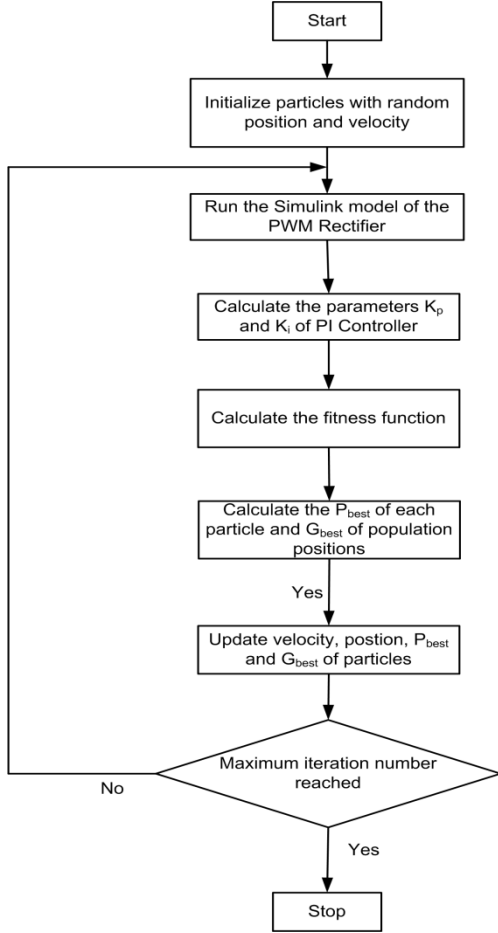 Start
Initialize particles with random
position and velocity
Run the Simulink model of the
PWM Rectifier
Calculate the parameters Kp
and Ki of PI Controller
Calculate the fitness function
Calculate the Pbest of each
particle and Gbest of population
positions
Yes
Update velocity, postion, Pbest
and Gbest of particles
Maximum iteration number
reached
No
Yes
Stop